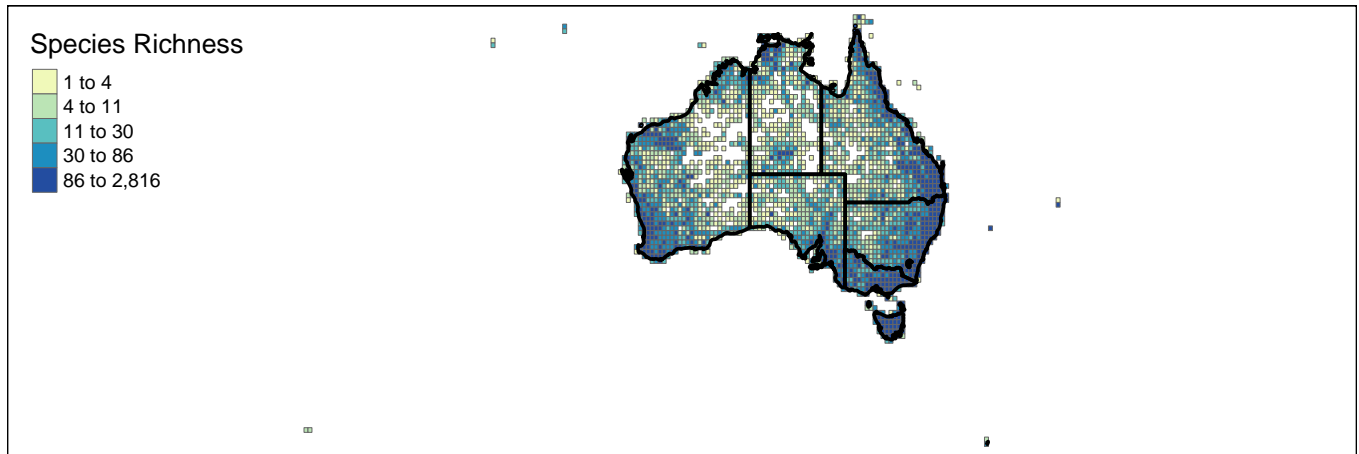 Species Richness
1 to 4
4 to 11
11 to 30
30 to 86
86 to 2,816